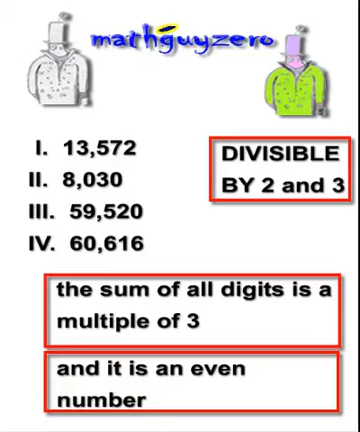 mathguyzero
I. 13,572
II. 8,030
III. 59,520
IV. 60,616
DIVISIBLE
BY 2 and 3
the sum of all digits is a
multiple of 3
and it is an even
number